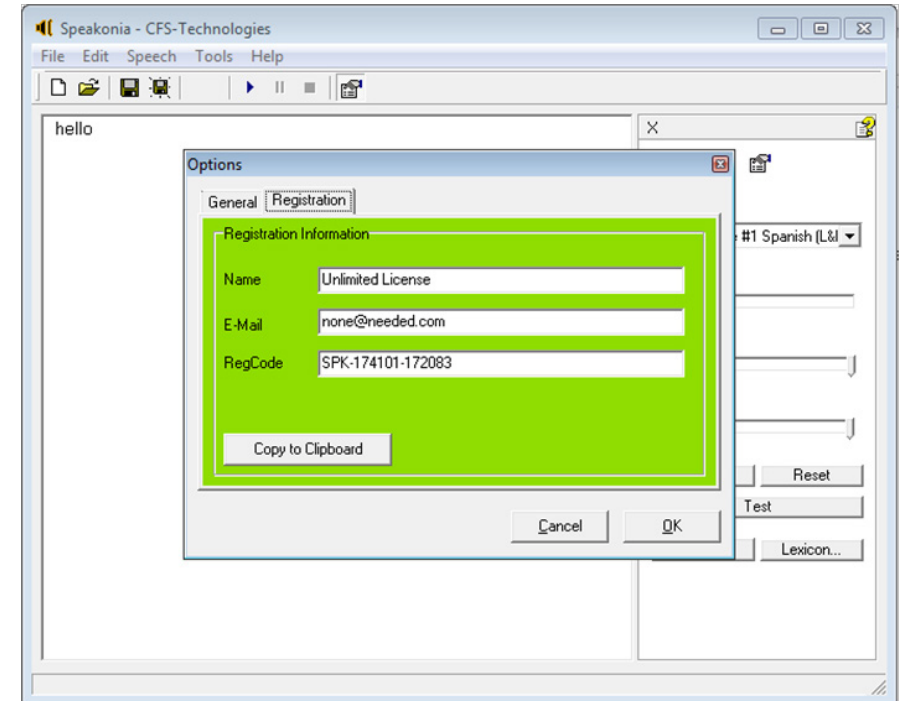 Speakonia - CFS-Technologies
File Edit Speech Tools Help
hello
X
#1 Spanish (L&
Options
General Registration
Registration Information
Name Unlimited License
E-Mail none@needed.com
RegCode SPK-174101-172083
Copy to Clipboard
Cancel OK
Reset
Test
Lexicon...